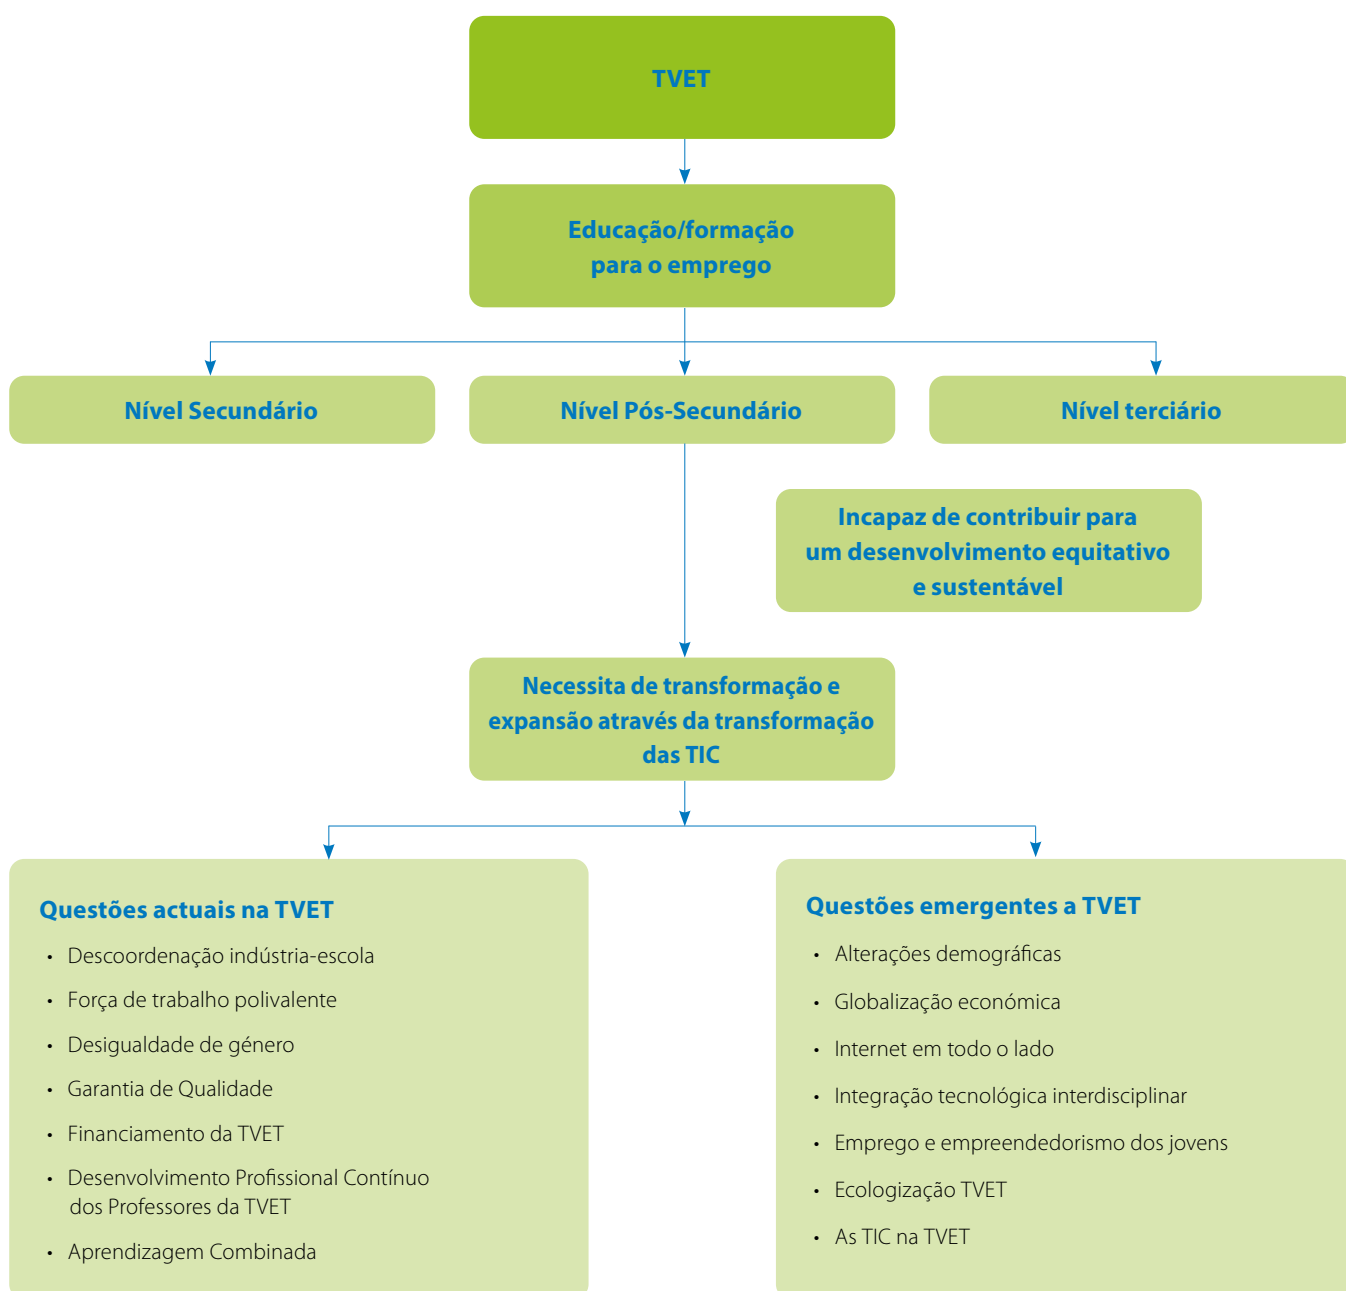 TVET
Educação/formação
para o emprego
Nível Secundário
Nível Pós-Secundário
Nível terciário
Incapaz de contribuir para
um desenvolvimento equitativo
e sustentável
Necessita de transformação e
expansão através da transformação
das TIC
Questões actuais na TVET
• Descoordenação indústria-escola
• Força de trabalho polivalente
• Desigualdade de género
• Garantia de Qualidade
• Financiamento da TVET
• Desenvolvimento Profissional Contínuo
dos Professores da TVET
• Aprendizagem Combinada
Questões emergentes a TVET
• Alterações demográficas
• Globalização económica
• Internet em todo o lado
• Integração tecnológica interdisciplinar
• Emprego e empreendedorismo dos jovens
• Ecologização TVET
• As TIC na TVET